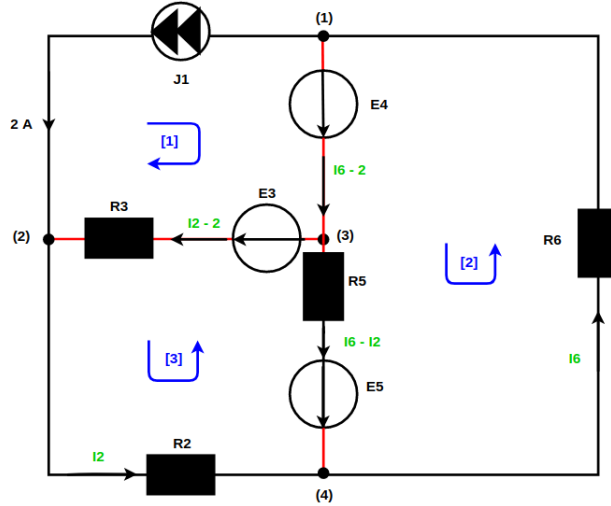 (1)
J1
E4
2 A
[1]
I6 - 2
E3
R3
I2 - 2
(2)
(3)
R6
[2]
R5
I6 - I2
[3]
I6
E5
R2
I2
(4)